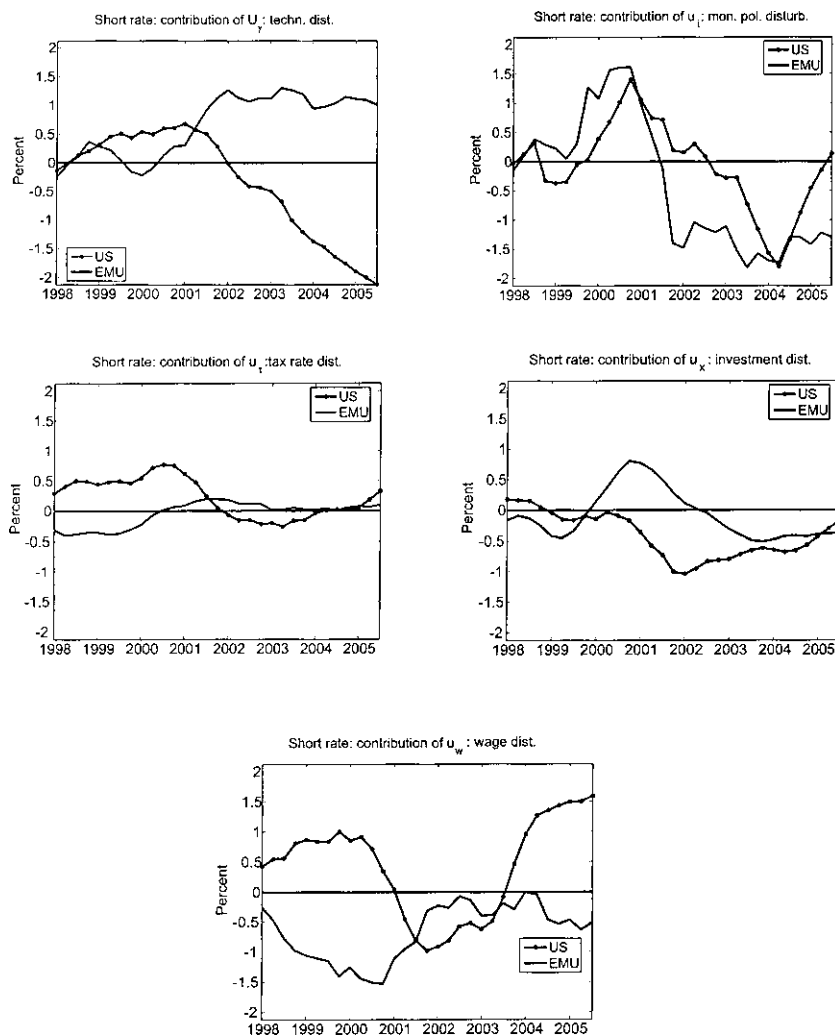 Short rate: contribution of Uγ: techn. dist.
2
1.5
1
0.5
0
-0.5
-1
-1.5
-2
Percent
US
EMU
1998 1999 2000 2001 2002 2003 2004 2005
Short rate: contribution of ui: mon. pol. disturb.
2
1.5
1
0.5
0
-0.5
-1
-1.5
-2
Percent
US
EMU
1998 1999 2000 2001 2002 2003 2004 2005
Short rate: contribution of uτ:tax rate dist.
2
1.5
1
0.5
0
-0.5
-1
-1.5
-2
Percent
US
EMU
1998 1999 2000 2001 2002 2003 2004 2005
Short rate: contribution of ux: investment dist.
2
1.5
1
0.5
0
-0.5
-1
-1.5
-2
Percent
US
EMU
1998 1999 2000 2001 2002 2003 2004 2005
Short rate: contribution of uw: wage dist.
2
1.5
1
0.5
0
-0.5
-1
-1.5
-2
Percent
US
EMU
1998 1999 2000 2001 2002 2003 2004 2005